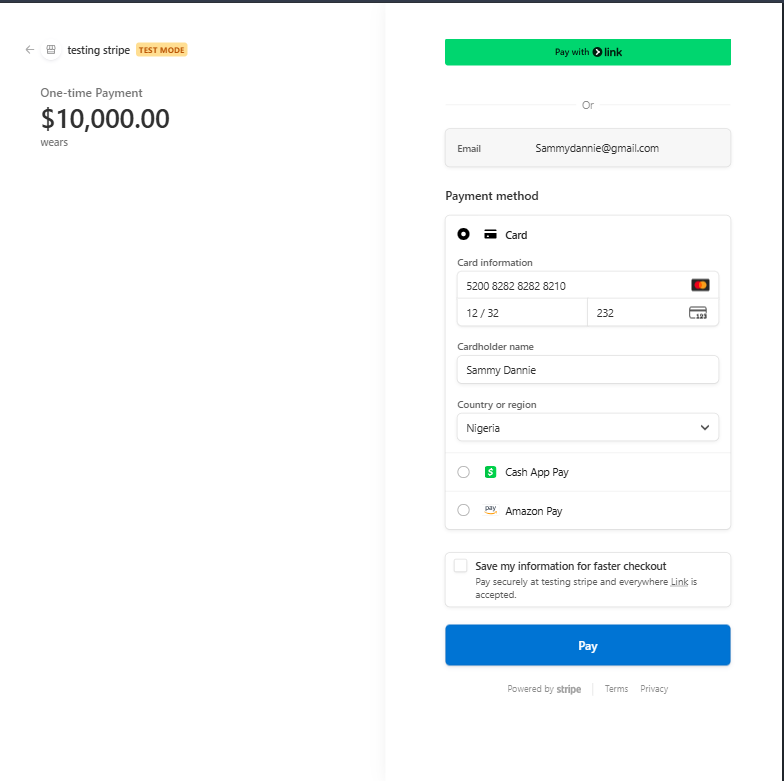 testing stripe TEST MODE
One-time Payment
$10,000.00
wears
Pay with link
Or
Email Sammydannie@gmail.com
Payment method
Card
Card information
5200 8282 8282 8210
12 / 32 232
Cardholder name
Sammy Dannie
Country or region
Nigeria
$ Cash App Pay
pay Amazon Pay
Save my information for faster checkout
Pay securely at testing stripe and everywhere Link is
accepted.
Pay
Powered by stripe Terms Privacy